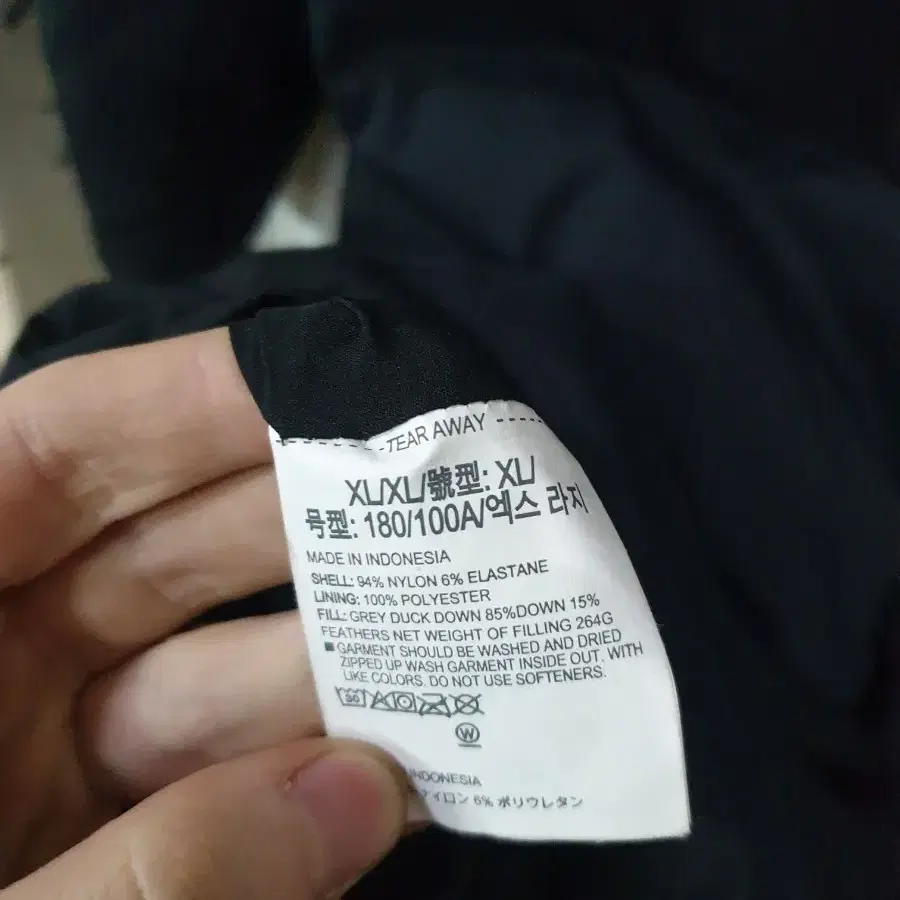 TEAR AWAY
XL/XL/號型: XL/
号型: 180/100A/엑스 라지
MADE IN INDONESIA
SHELL: 94% NYLON 6% ELASTANE
LINING: 100% POLYESTER
FILL: GREY DUCK DOWN 85%DOWN 15%
FEATHERS NET WEIGHT OF FILLING 264G
GARMENT SHOULD BE WASHED AND DRIED
ZIPPED UP WASH GARMENT INSIDE OUT, WITH
LIKE COLORS. DO NOT USE SOFTENERS.
30
W
INDONESIA
イロン 6% ポリウレタン